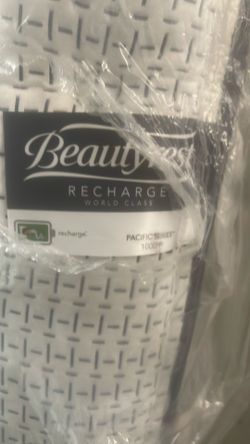 Beautyrest
RECHARGE
WORLD CLASS
recharge
PACIFIC SERIES